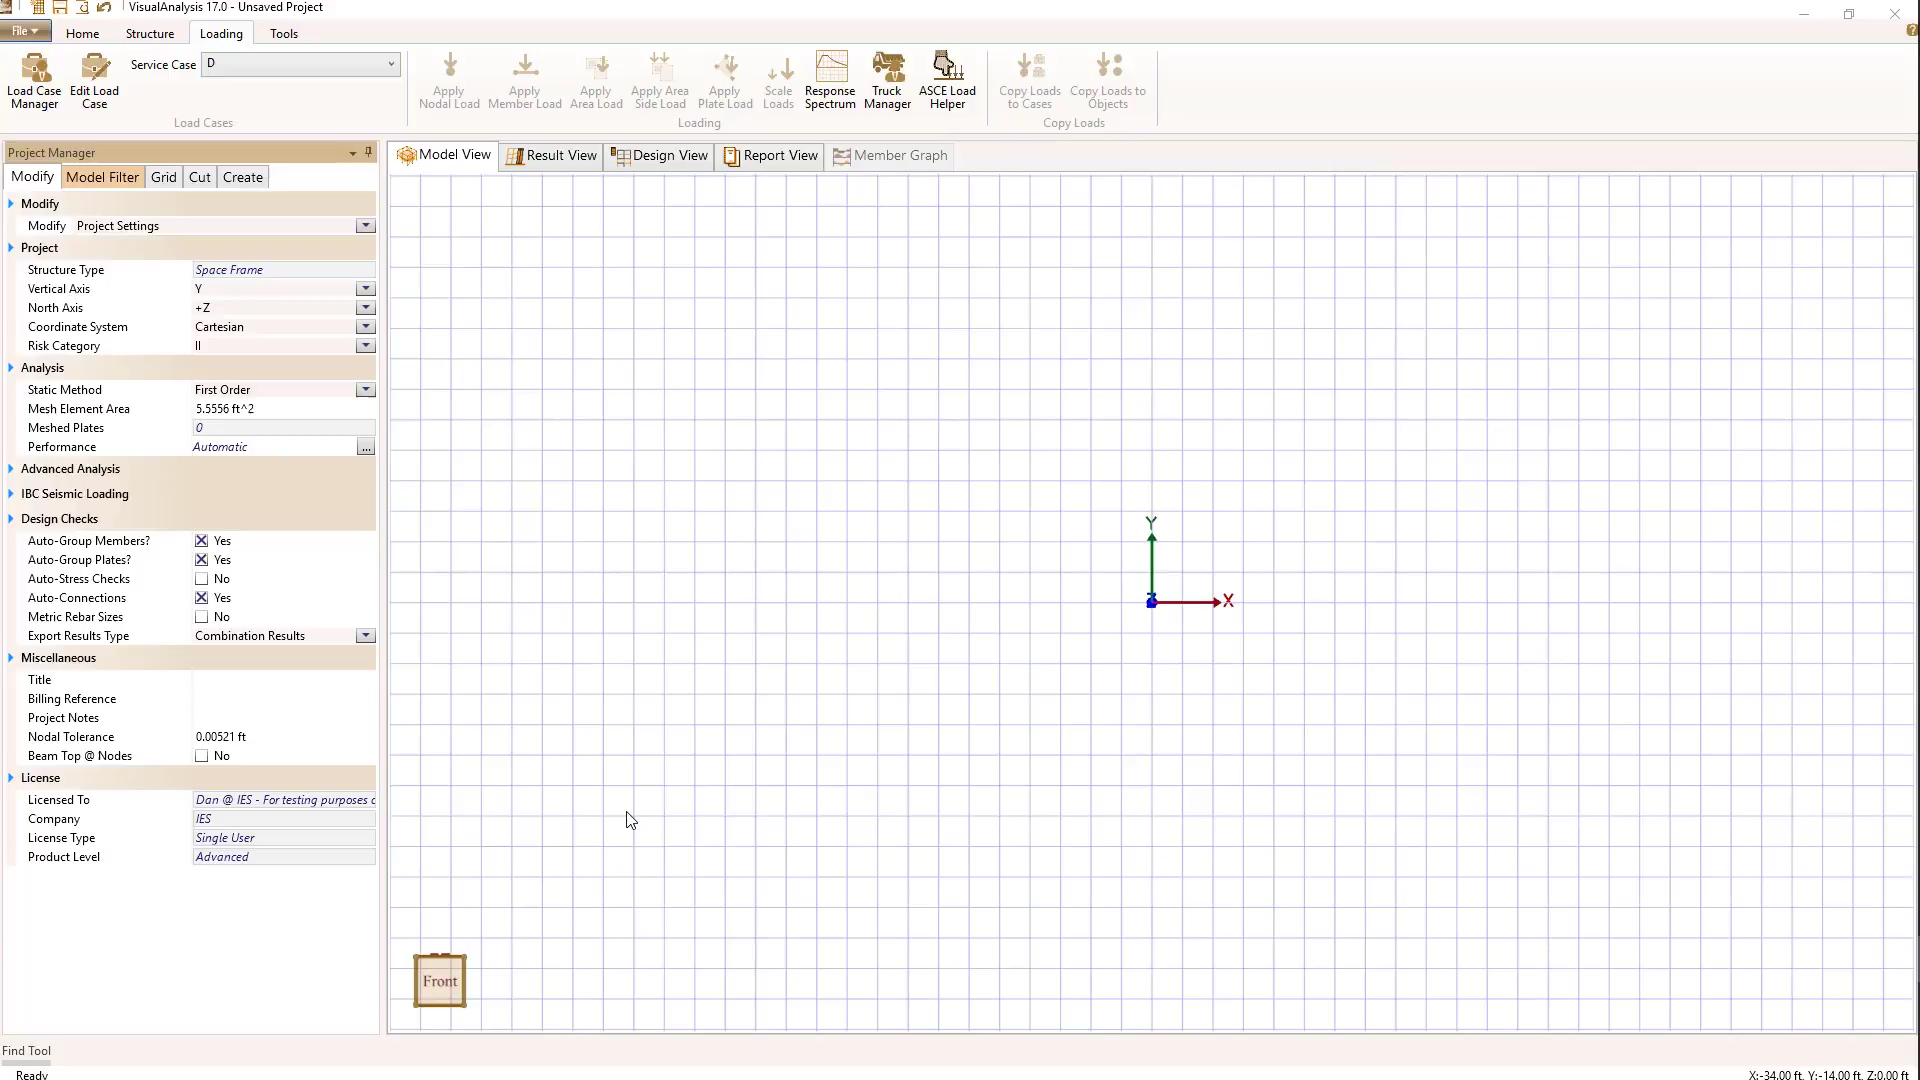 VisualAnalysis 17.0 - Unsaved Project
File
Home
Structure
Loading
Tools
Load Case
Manager
Edit Load
Case
Service Case
D
Load Cases
Apply
Nodal Load
Apply
Member Load
Apply
Area Load
Apply Area
Side Load
Apply
Plate Load
Scale
Loads
Response
Spectrum
Truck
Manager
ASCE Load
Helper
Loading
Copy Loads
to Cases
Copy Loads to
Objects
Copy Loads
Project Manager
Modify
Model Filter
Grid
Cut
Create
Modify
Modify Project Settings
Project
Structure Type Space Frame
Vertical Axis Y
North Axis +Z
Coordinate System Cartesian
Risk Category II
Analysis
Static Method First Order
Mesh Element Area 5.5556 ft^2
Meshed Plates 0
Performance Automatic ...
Advanced Analysis
IBC Seismic Loading
Design Checks
Auto-Group Members? Yes
Auto-Group Plates? Yes
Auto-Stress Checks No
Auto-Connections Yes
Metric Rebar Sizes No
Export Results Type Combination Results
Miscellaneous
Title
Billing Reference
Project Notes
Nodal Tolerance 0.00521 ft
Beam Top @ Nodes No
License
Licensed To Dan @ IES - For testing purposes
Company IES
License Type Single User
Product Level Advanced
Model View
Result View
Design View
Report View
Member Graph
Y
X
Front
Find Tool
Ready
X:-34.00 ft, Y:-14.00 ft, Z:0.00 ft